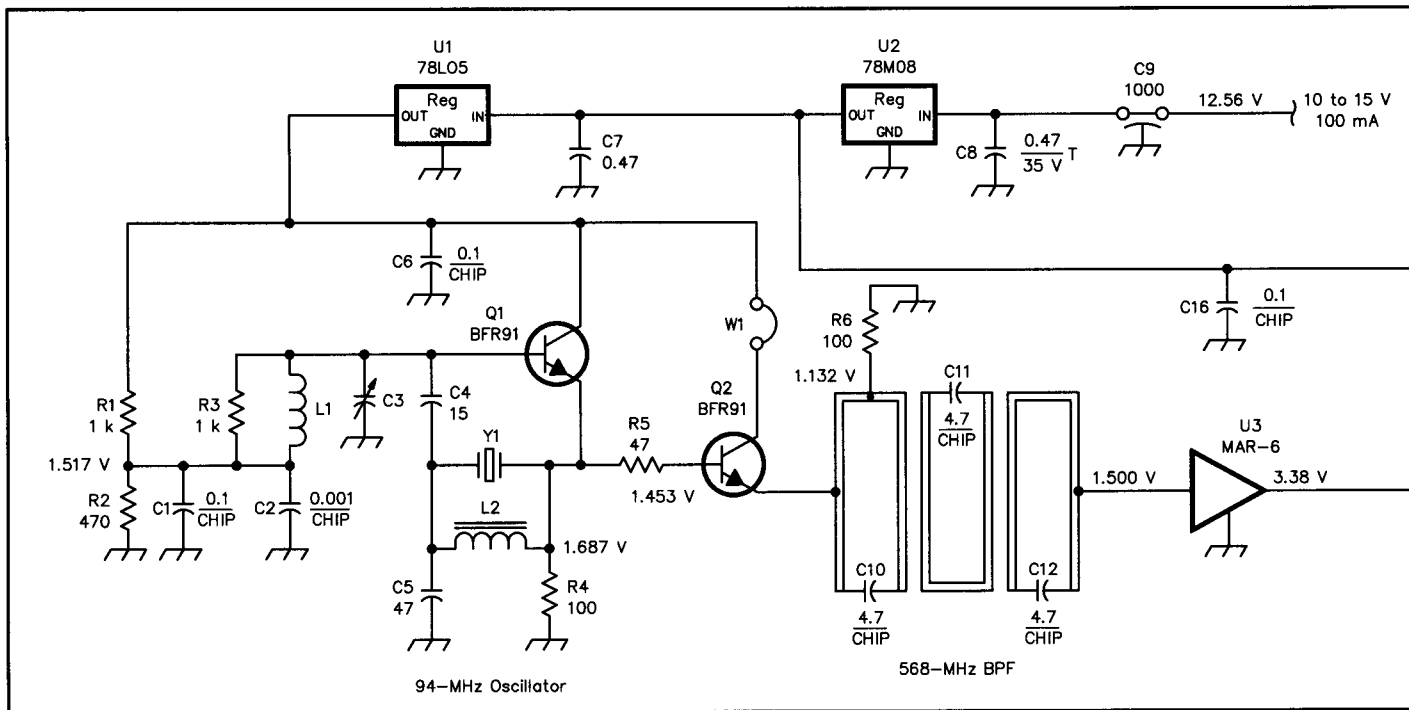 U1
78L05
Reg
OUT
IN
GND
U2
78M08
Reg
OUT
IN
GND
C9
1000
12.56 V
10 to 15 V
100 mA
C7
0.47
C8
0.47
35 V
T
C6
0.1
CHIP
Q1
BFR91
W1
R6
100
C16
0.1
CHIP
1.132 V
C11
4.7
CHIP
R1
1 k
R3
1 k
L1
C3
C4
15
Q2
BFR91
U3
MAR-6
Y1
R5
47
1.517 V
1.453 V
1.500 V
3.38 V
R2
470
C1
0.1
CHIP
C2
0.001
CHIP
L2
1.687 V
C5
47
R4
100
C10
4.7
CHIP
C12
4.7
CHIP
568-MHz BPF
94-MHz Oscillator